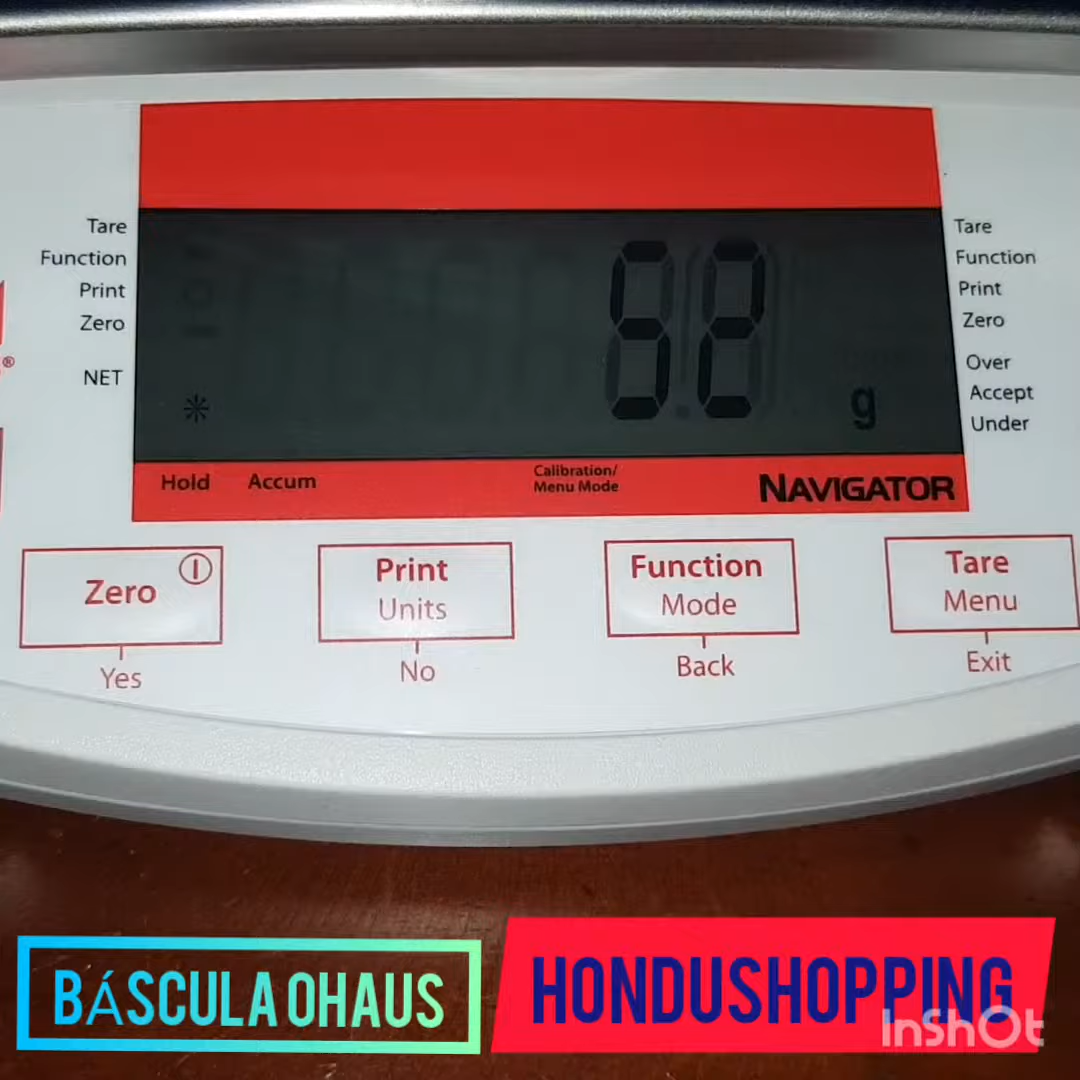 Tare
Function
Print
Zero
NET
®
*
52 g
Tare
Function
Print
Zero
Over
Accept
Under
Hold
Accum
Calibration/
Menu Mode
NAVIGATOR
Zero
Yes
Print
Units
No
Function
Mode
Back
Tare
Menu
Exit
BÁSCULA OHAUS
HONDUSHOPPING
InShOt